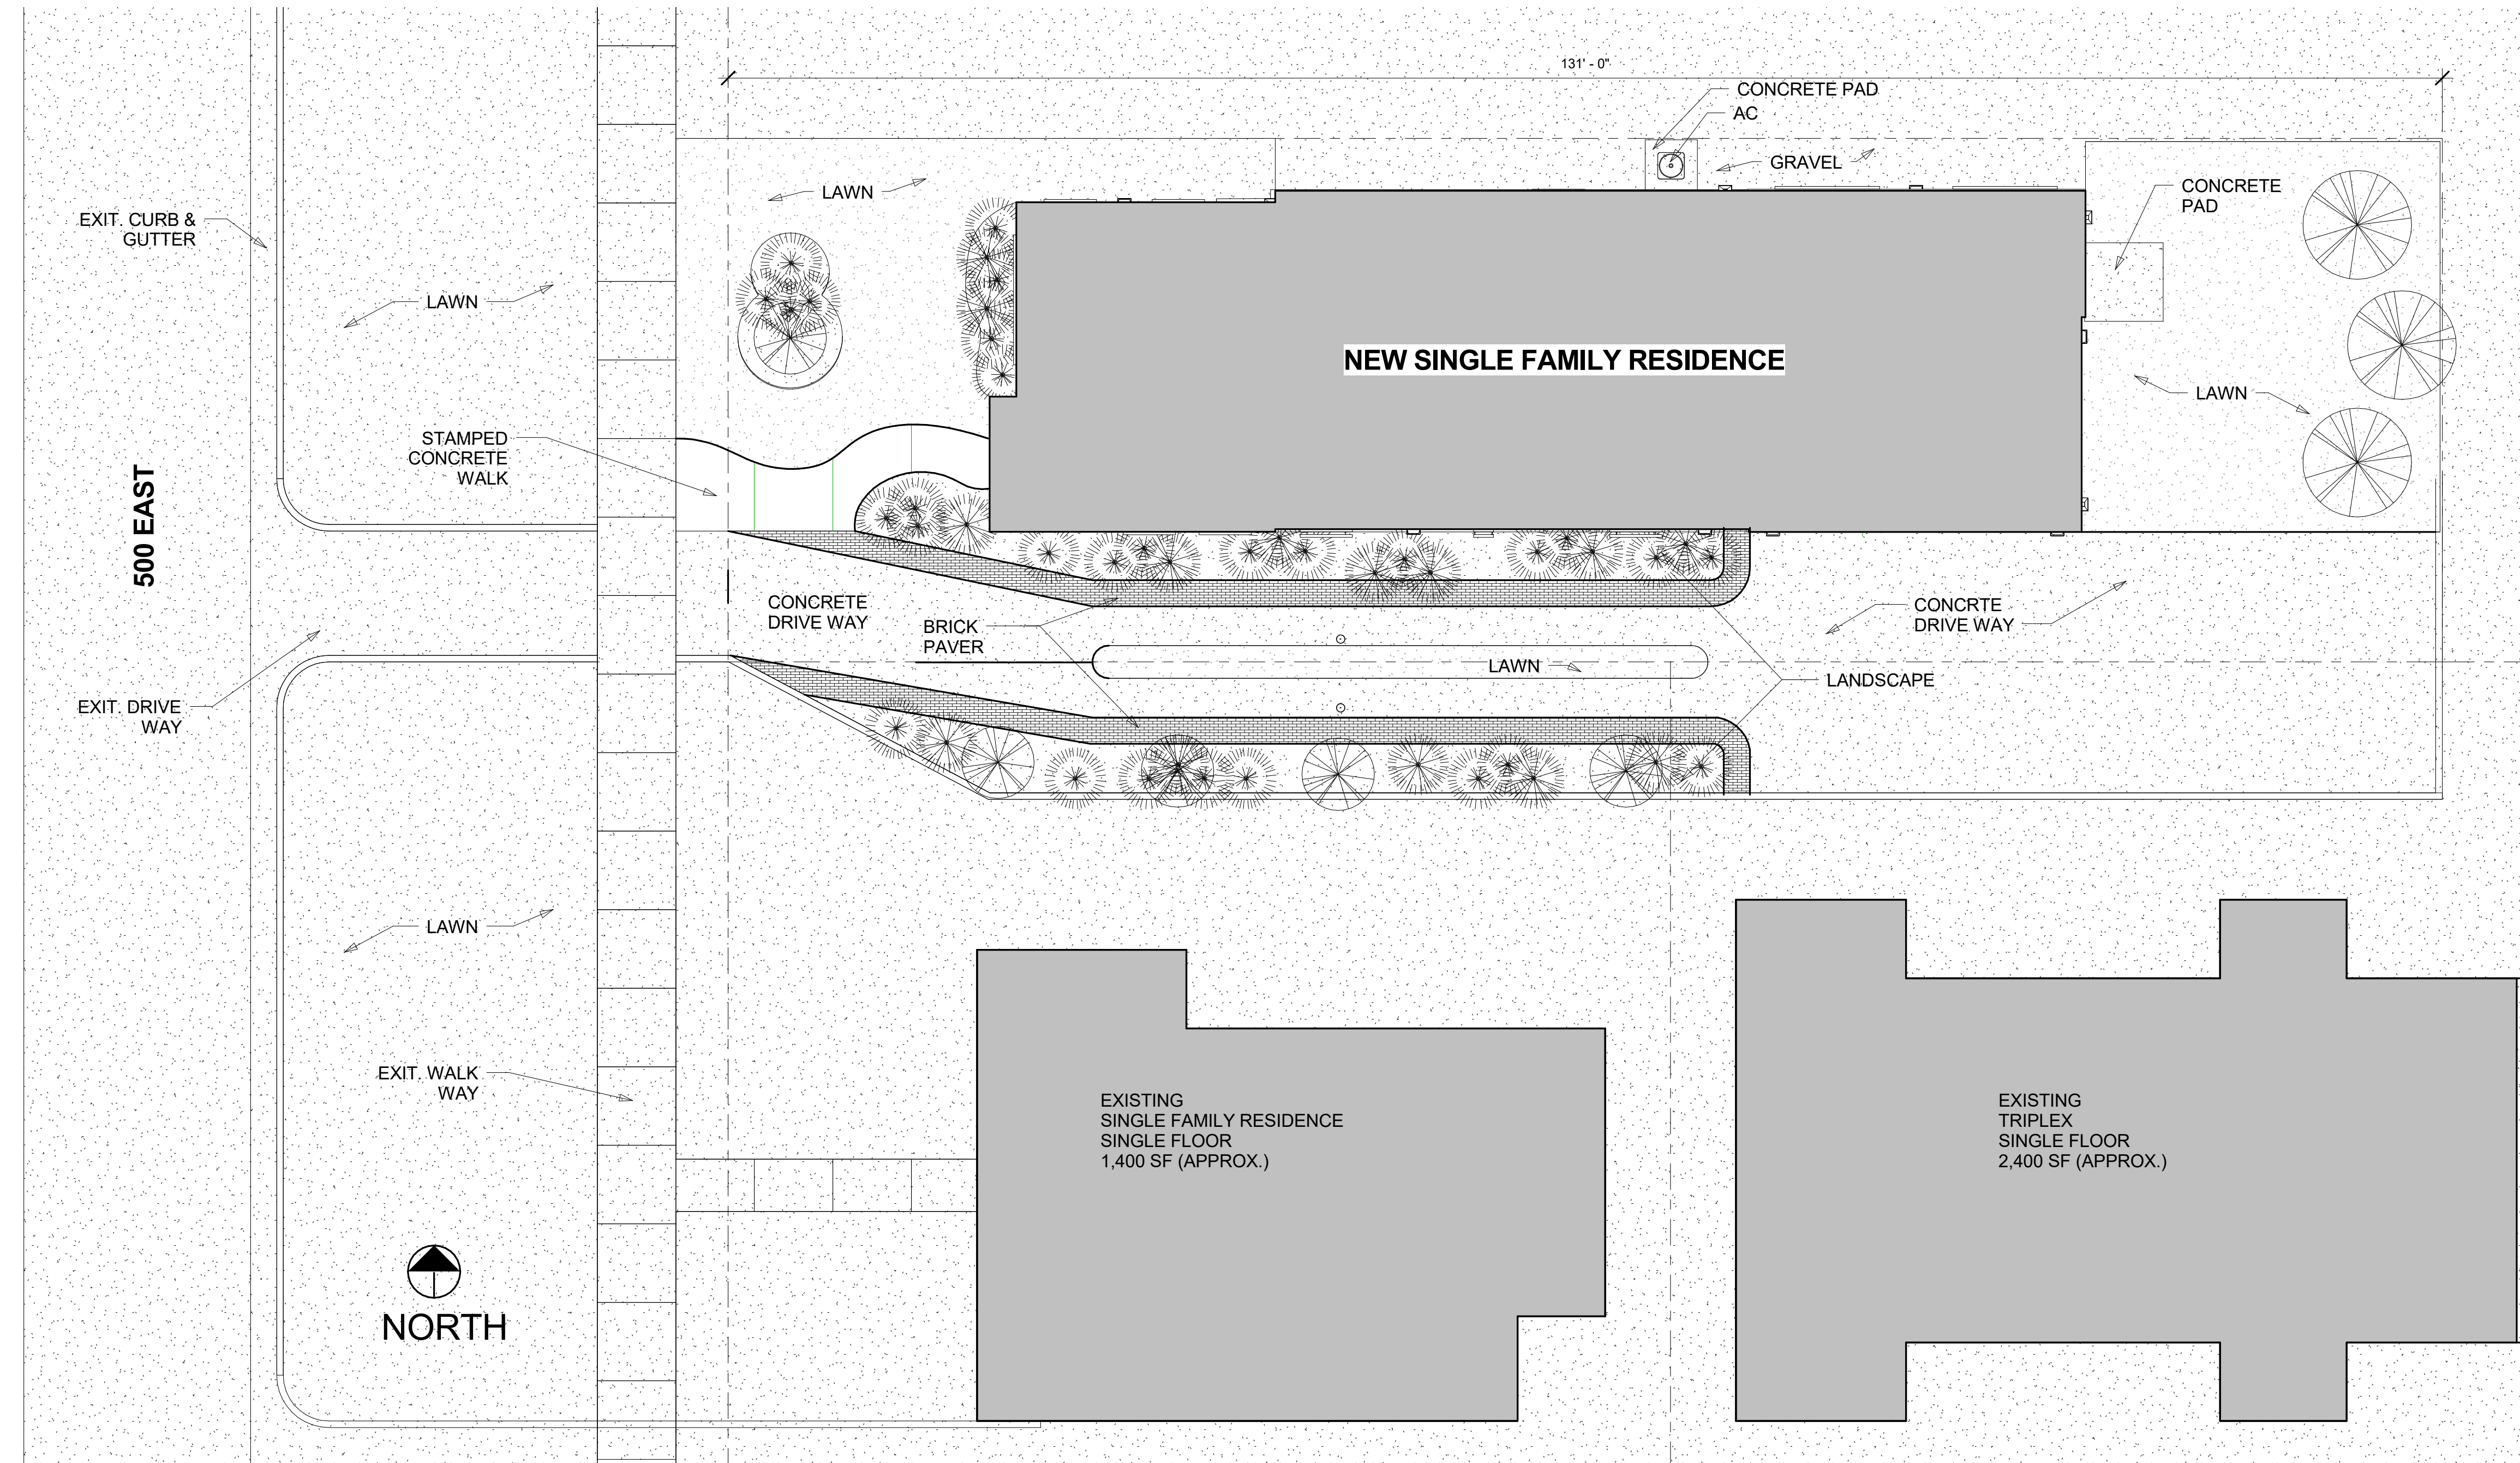 131' - 0"
CONCRETE PAD
AC
GRAVEL
LAWN
CONCRETE
PAD
EXIT. CURB &
GUTTER
LAWN
NEW SINGLE FAMILY RESIDENCE
LAWN
STAMPED
CONCRETE
WALK
500 EAST
CONCRETE
DRIVE WAY
BRICK
PAVER
CONCRTE
DRIVE WAY
LAWN
LANDSCAPE
EXIT. DRIVE
WAY
LAWN
EXIT. WALK
WAY
EXISTING
SINGLE FAMILY RESIDENCE
SINGLE FLOOR
1,400 SF (APPROX.)
EXISTING
TRIPLEX
SINGLE FLOOR
2,400 SF (APPROX.)
NORTH